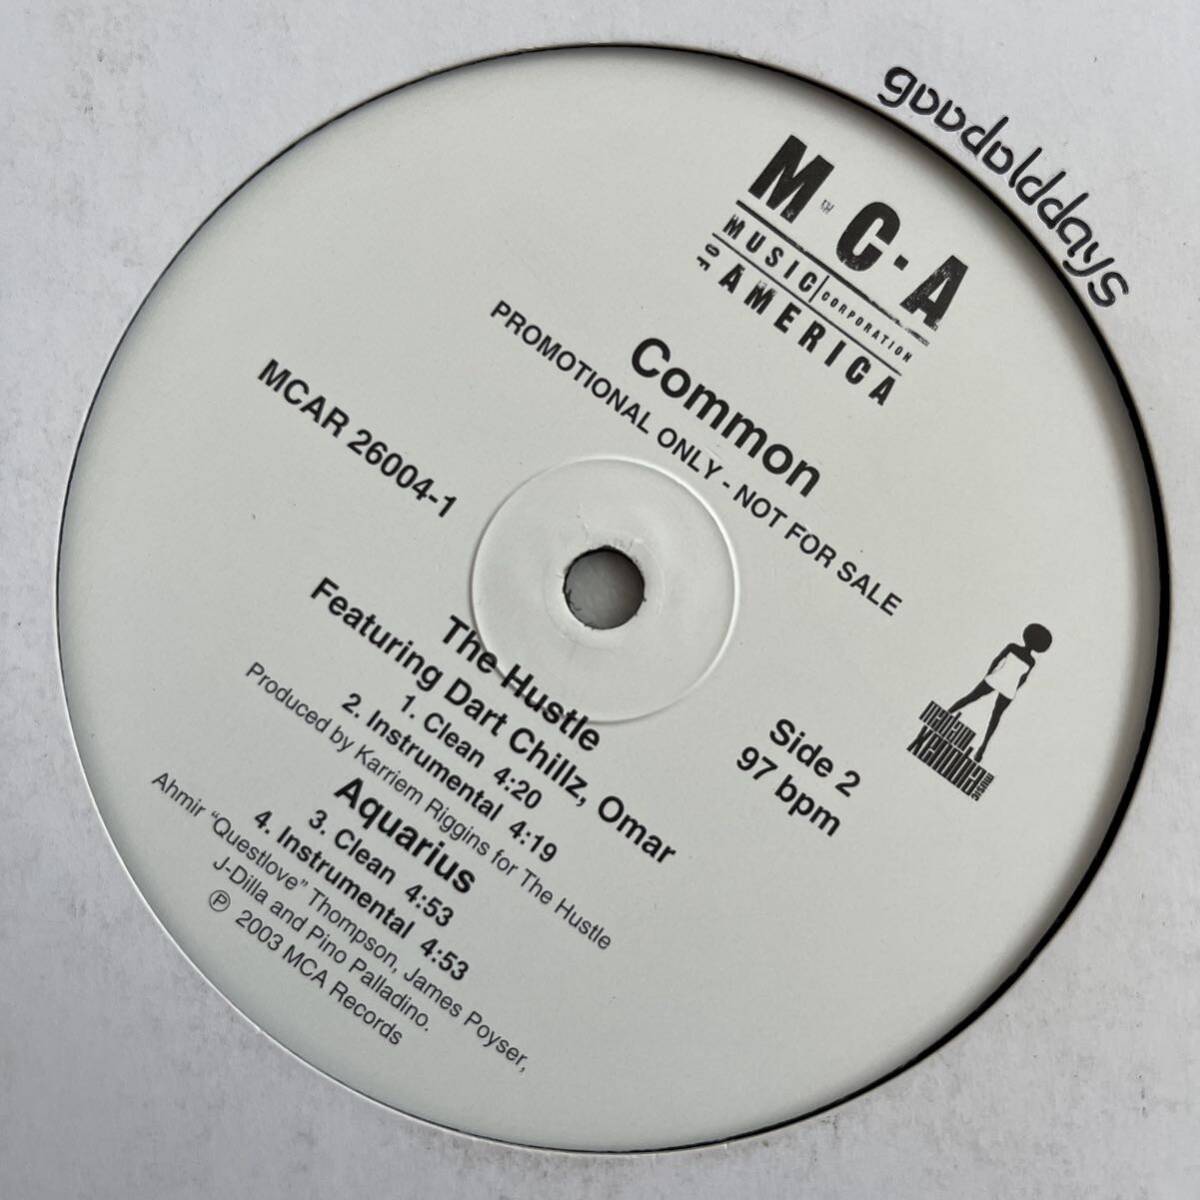 goodolddays
M·C·A
MUSIC CORPORATION
OF AMERICA
Common
PROMOTIONAL ONLY - NOT FOR SALE
MCAR 26004-1
Side 2
97 bpm
The Hustle
Featuring Dart Chillz, Omar
1. Clean 4:20
2. Instrumental 4:19
Produced by Karriem Riggins for The Hustle
Aquarius
3. Clean 4:53
4. Instrumental 4:53
Ahmir “Questlove” Thompson, James Poyser,
J-Dilla and Pino Palladino.
℗ 2003 MCA Records
madam
kenobra
music